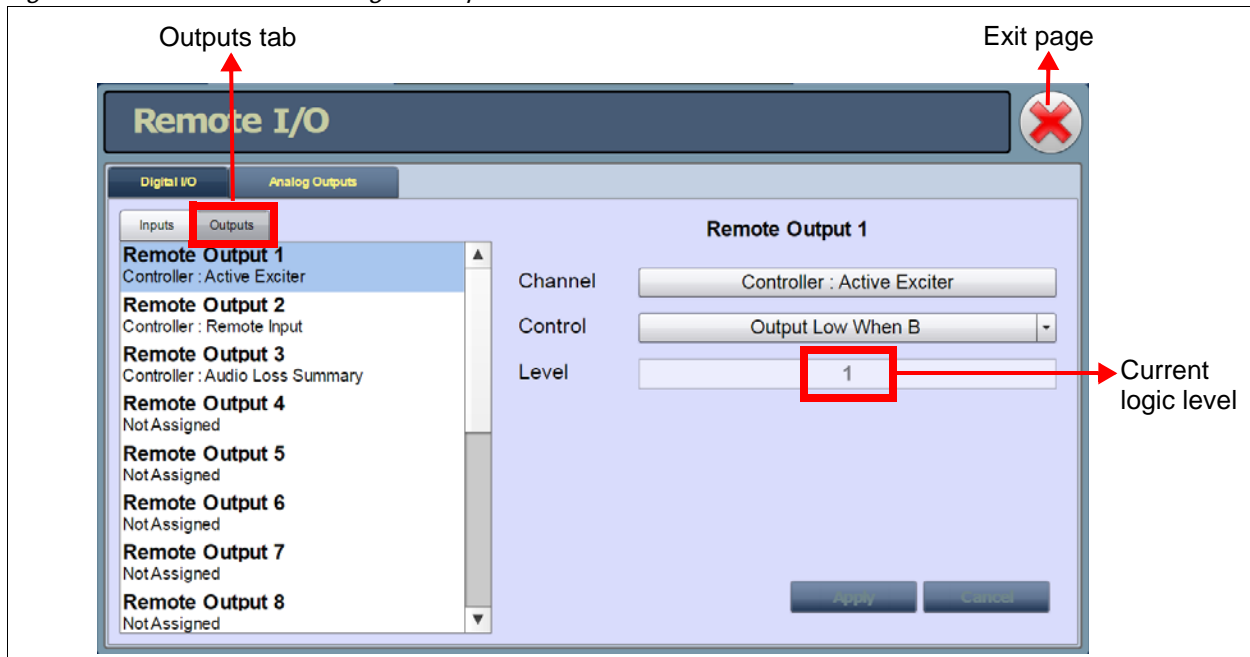 Outputs tab
Exit page
Remote I/O
Digital I/O
Analog Outputs
Inputs
Outputs
Remote Output 1
Controller : Active Exciter
Remote Output 2
Controller : Remote Input
Remote Output 3
Controller : Audio Loss Summary
Remote Output 4
Not Assigned
Remote Output 5
Not Assigned
Remote Output 6
Not Assigned
Remote Output 7
Not Assigned
Remote Output 8
Not Assigned
Remote Output 1
Channel
Controller : Active Exciter
Control
Output Low When B
Level
1
Current
logic level
Apply
Cancel